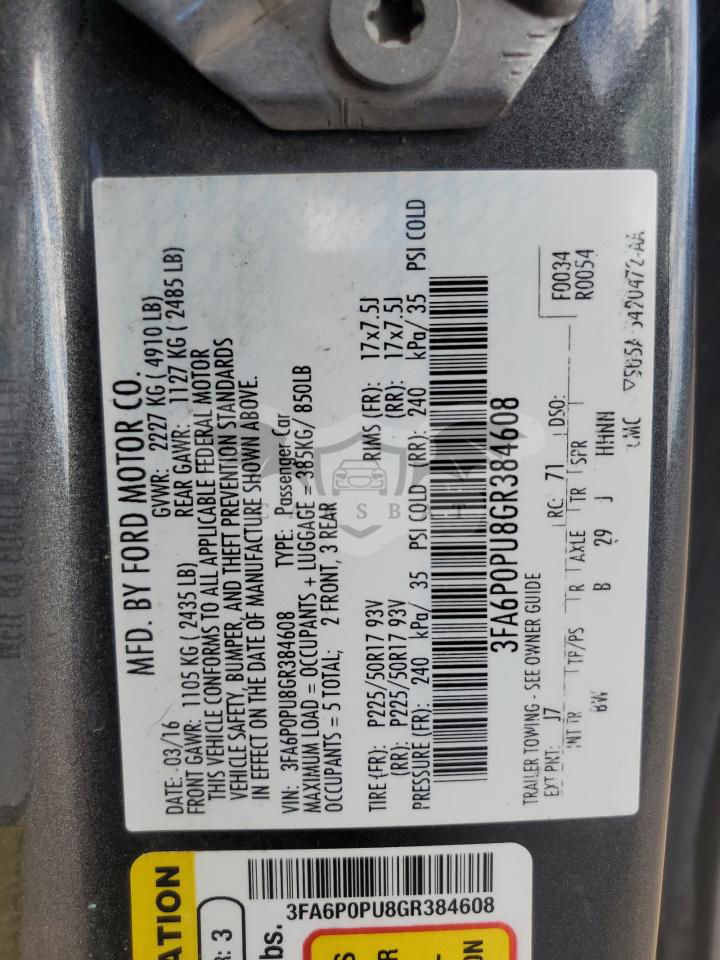 MFD. BY FORD MOTOR CO.
DATE: 03/16 GVWR: 2227 KG ( 4910 LB)
FRONT GAWR: 1105 KG ( 2435 LB) REAR GAWR: 1127 KG ( 2485 LB)
THIS VEHICLE CONFORMS TO ALL APPLICABLE FEDERAL MOTOR
VEHICLE SAFETY, BUMPER, AND THEFT PREVENTION STANDARDS
IN EFFECT ON THE DATE OF MANUFACTURE SHOWN ABOVE.
VIN: 3FA6P0PU8GR384608 TYPE: Passenger Car
MAXIMUM LOAD = OCCUPANTS + LUGGAGE = 385KG/ 850LB
OCCUPANTS = 5 TOTAL; 2 FRONT, 3 REAR
TIRE (FR): P225/50R17 93V RIMS (FR): 17x7.5J
(RR): P225/50R17 93V (RR): 17x7.5J
PRESSURE (FR): 240 kPa/ 35 PSI COLD (RR): 240 kPa/ 35 PSI COLD
3FA6P0PU8GR384608
TRAILER TOWING - SEE OWNER GUIDE
EXT PNT: J7 RC: 71 DSO: F0034
R0054
INT TR TP/PS R AXLE TR SPR
BW B 29 J HHNN
3FA6P0PU8GR384608
ATION
R: 3
lbs.